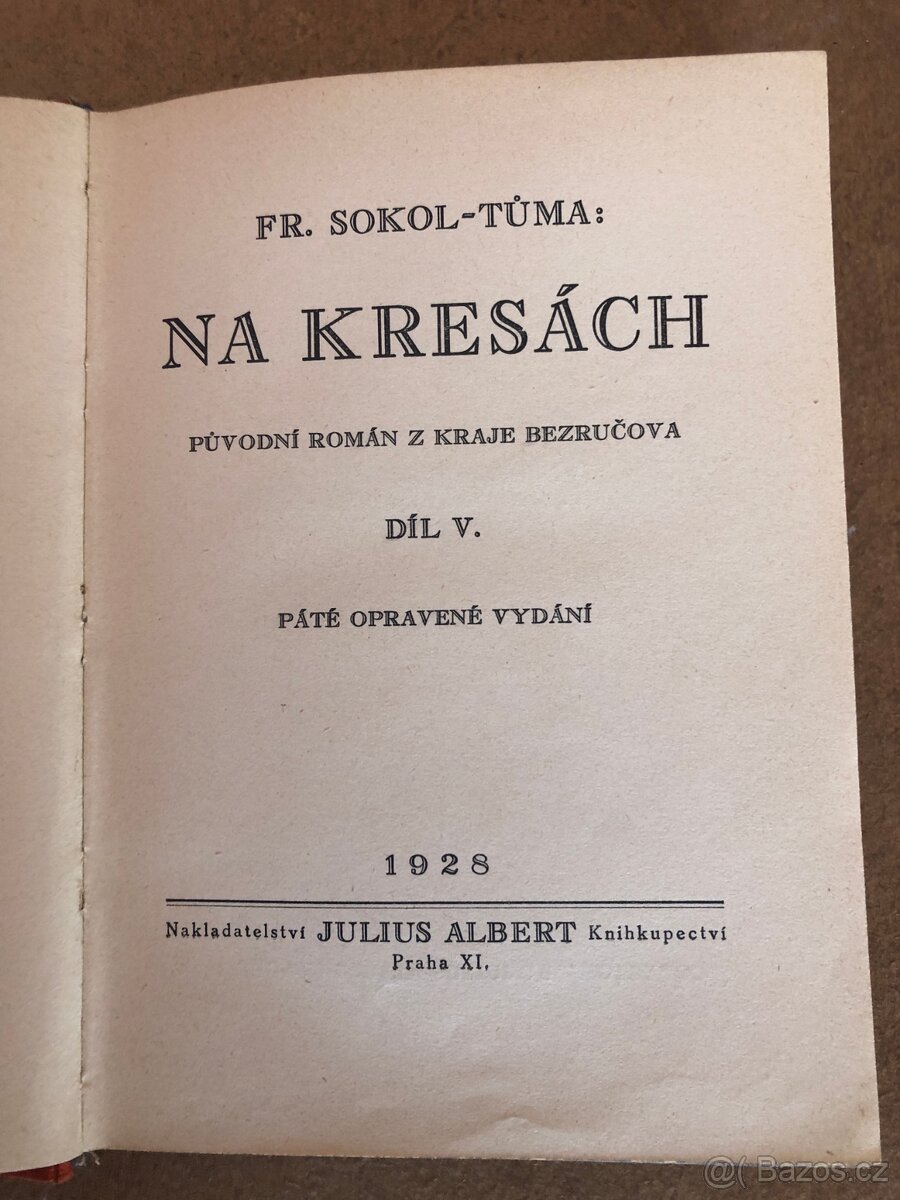 FR. SOKOL-TŮMA:
NA KRESÁCH
PŮVODNÍ ROMÁN Z KRAJE BEZRUČOVA
DÍL V.
PÁTÉ OPRAVENÉ VYDÁNÍ
1928
Nakladatelství JULIUS ALBERT Knihkupectví
Praha XI,
@( Bazos.cz